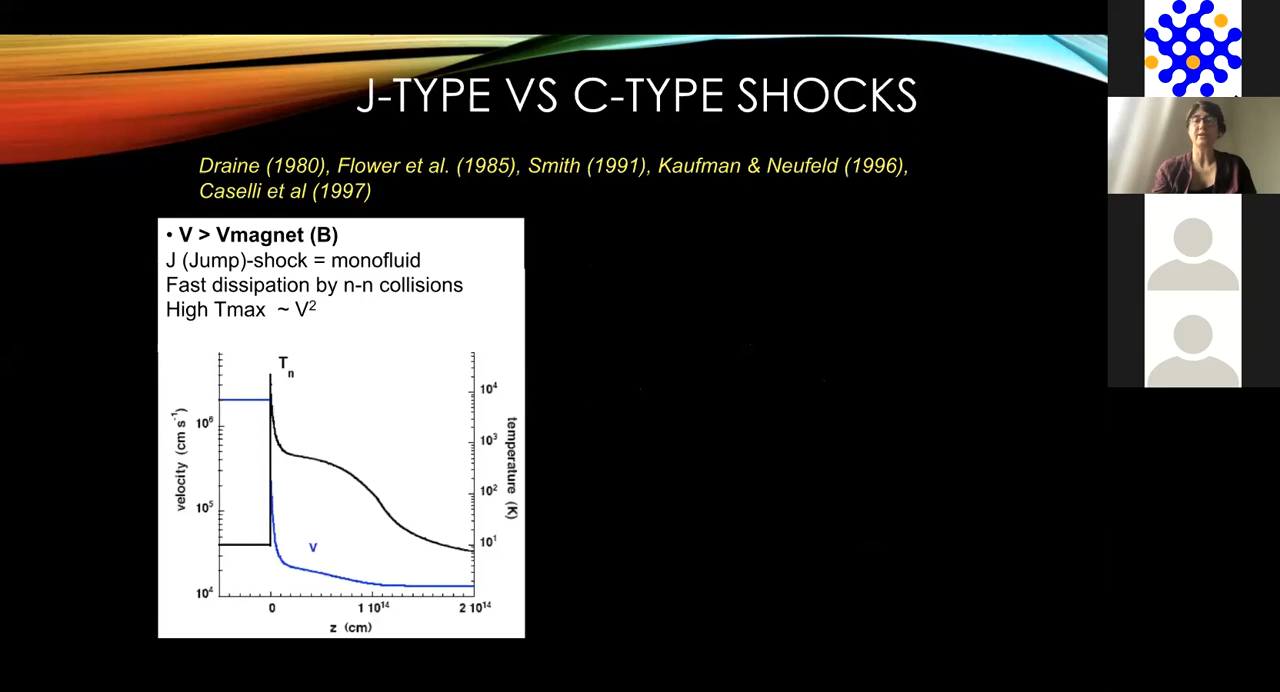 J-TYPE VS C-TYPE SHOCKS
Draine (1980), Flower et al. (1985), Smith (1991), Kaufman & Neufeld (1996),
Caselli et al (1997)
• V > Vmagnet (B)
J (Jump)-shock = monofluid
Fast dissipation by n-n collisions
High Tmax ~ V²
Tn
velocity (cm s⁻¹)
10⁶
10⁵
10⁴
v
10⁴
10³
10²
10¹
temperature (K)
0
1 10¹⁴
2 10¹⁴
z (cm)